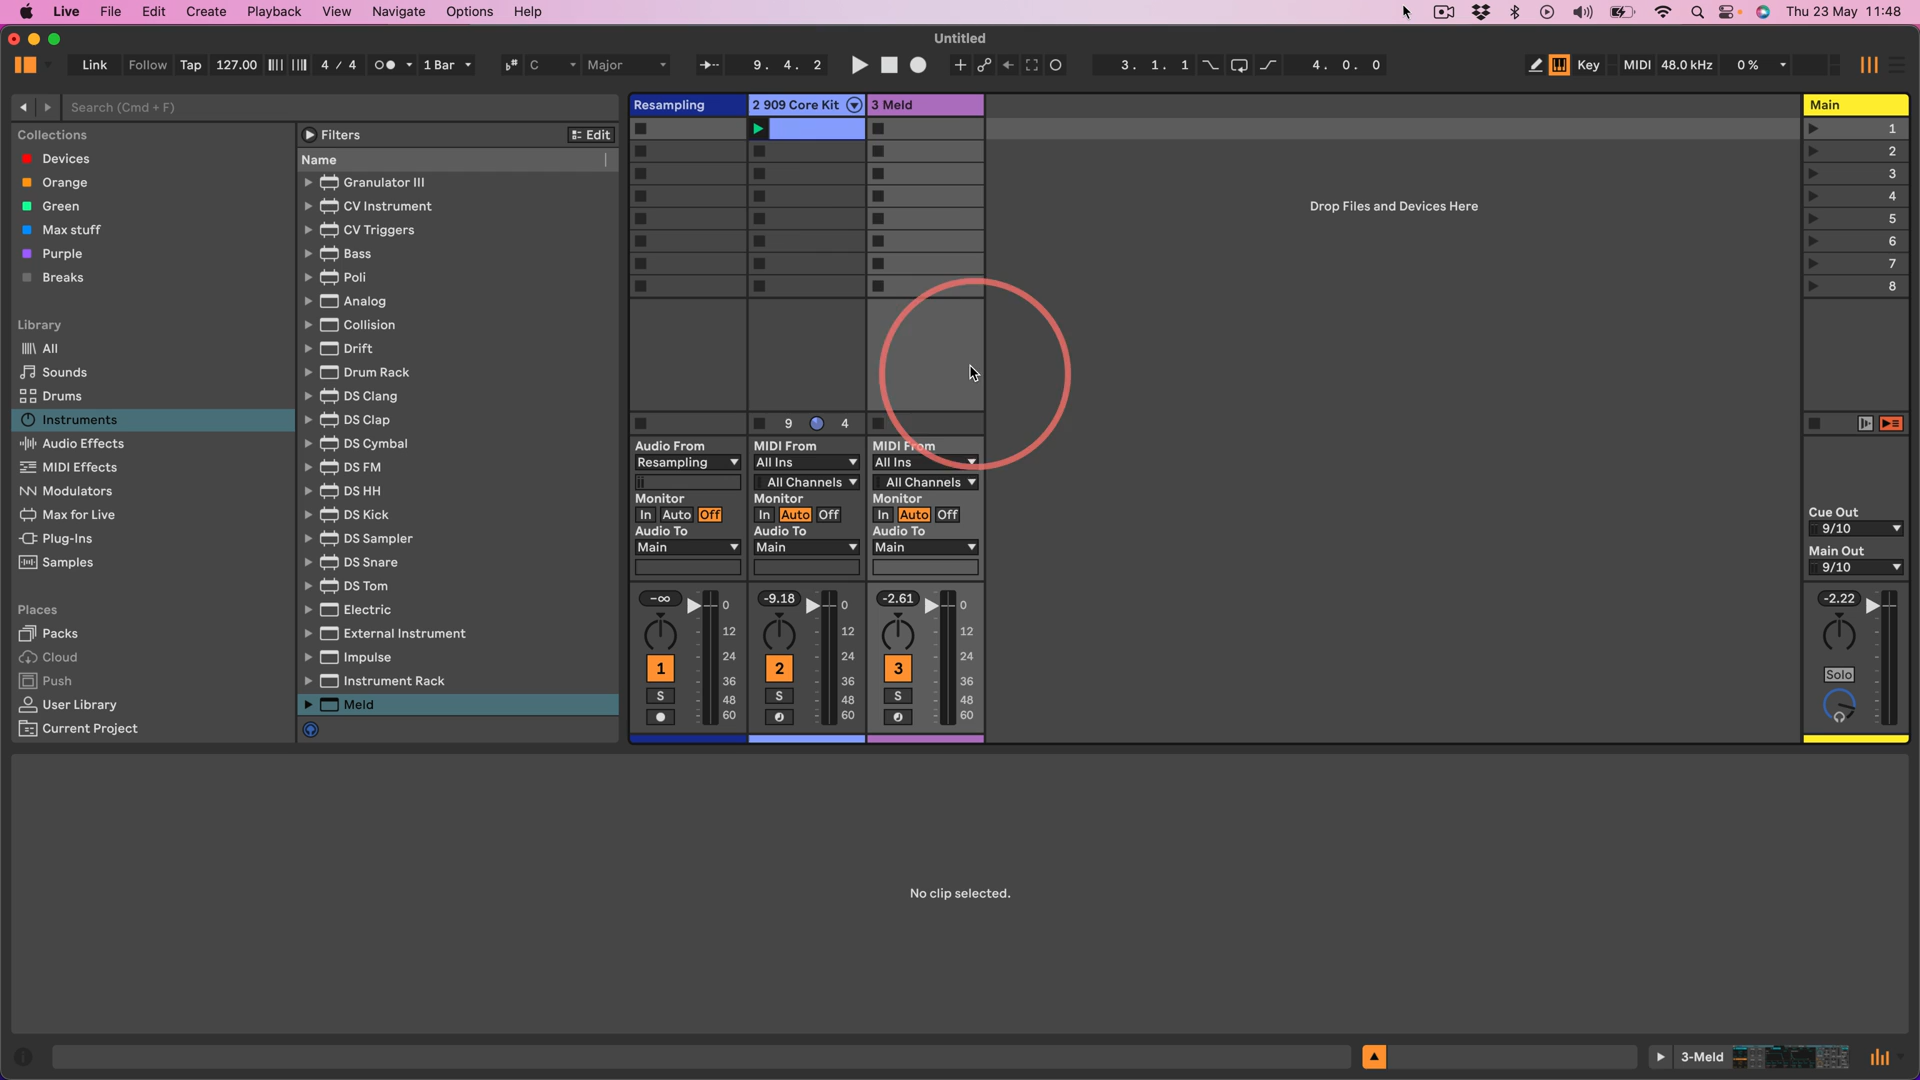 Live File Edit Create Playback View Navigate Options Help Thu 23 May 11:48
Untitled
Link Follow Tap 127.00 4 / 4 1 Bar C Major 9. 4. 2 3. 1. 1 4. 0. 0 Key MIDI 48.0 kHz 0 %
Search (Cmd + F)
Collections
Devices
Orange
Green
Max stuff
Purple
Breaks
Library
All
Sounds
Drums
Instruments
Audio Effects
MIDI Effects
Modulators
Max for Live
Plug-Ins
Samples
Places
Packs
Cloud
Push
User Library
Current Project
Filters Edit
Name
Granulator III
CV Instrument
CV Triggers
Bass
Poli
Analog
Collision
Drift
Drum Rack
DS Clang
DS Clap
DS Cymbal
DS FM
DS HH
DS Kick
DS Sampler
DS Snare
DS Tom
Electric
External Instrument
Impulse
Instrument Rack
Meld
Resampling 2 909 Core Kit 3 Meld
9 4
Audio From MIDI From MIDI From
Resampling All Ins All Ins
All Channels All Channels
Monitor Monitor Monitor
In Auto Off In Auto Off In Auto Off
Audio To Audio To Audio To
Main Main Main
-∞ 0 -9.18 0 -2.61 0
12 12 12
24 24 24
1 2 3
36 36 36
S 48 S 48 S 48
60 60 60
Drop Files and Devices Here
Main
1
2
3
4
5
6
7
8
Cue Out
9/10
Main Out
9/10
-2.22
Solo
No clip selected.
3-Meld